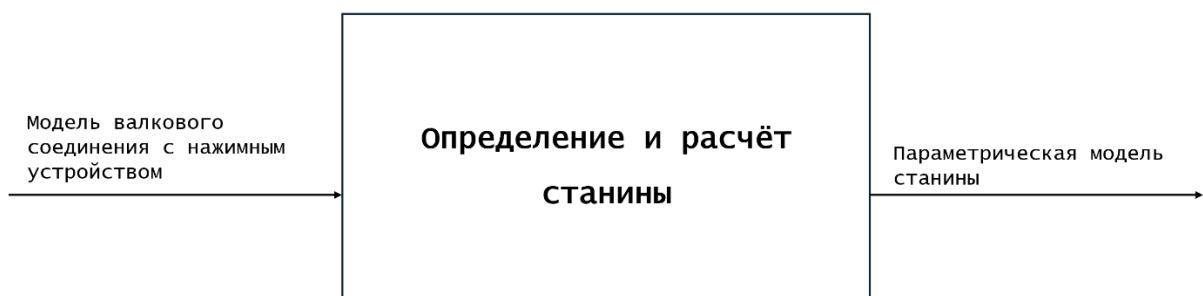 Модель валкового
соединения с нажимным
устройством
Определение и расчёт
станины
Параметрическая модель
станины